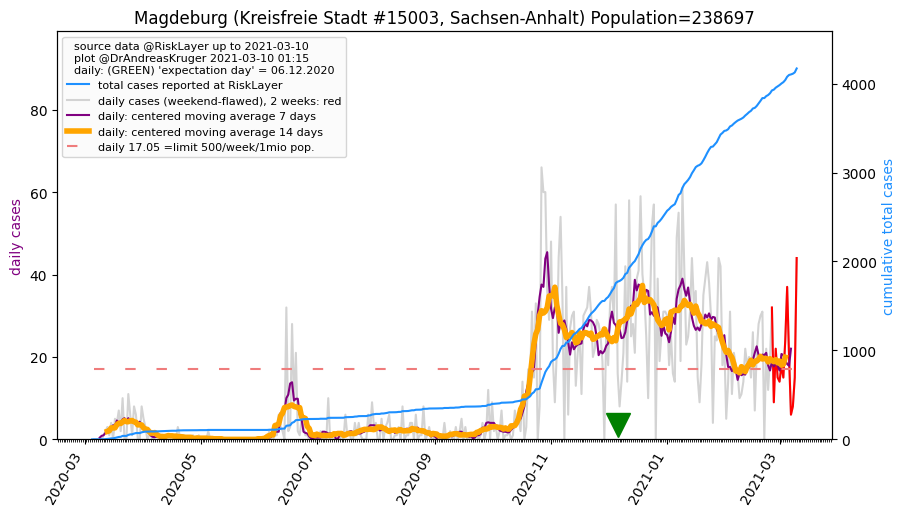 Magdeburg (Kreisfreie Stadt #15003, Sachsen-Anhalt) Population=238697
source data @RiskLayer up to 2021-03-10
plot @DrAndreasKruger 2021-03-10 01:15
daily: (GREEN) 'expectation day' = 06.12.2020
total cases reported at RiskLayer
daily cases (weekend-flawed), 2 weeks: red
daily: centered moving average 7 days
daily: centered moving average 14 days
daily 17.05 =limit 500/week/1mio pop.
daily cases
80
60
40
20
0
cumulative total cases
4000
3000
2000
1000
0
2020-03
2020-05
2020-07
2020-09
2020-11
2021-01
2021-03